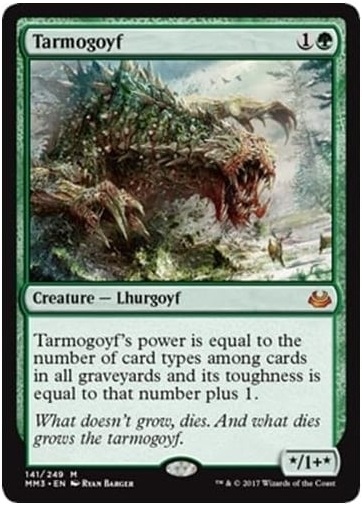 Tarmogoyf 1
Creature — Lhurgoyf
Tarmogoyf's power is equal to the
number of card types among cards
in all graveyards and its toughness is
equal to that number plus 1.
What doesn't grow, dies. And what dies
grows the tarmogoyf.
*/1+*
141/249 M
MM3 • EN Ryan Barger ™ & © 2017 Wizards of the Coast